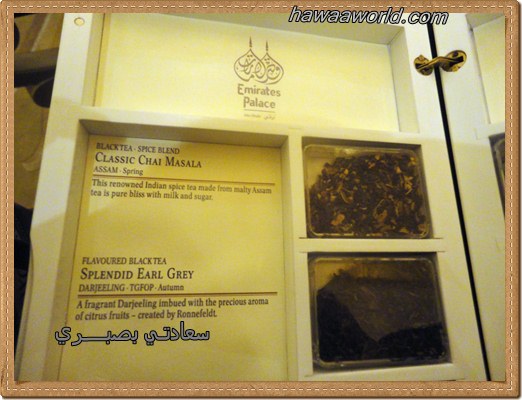 hawaaworld.com
Emirates
Palace
BLACK TEA · SPICE BLEND
CLASSIC CHAI MASALA
ASSAM · Spring
This renowned Indian spice tea made from malty Assam
tea is pure bliss with milk and sugar.
FLAVOURED BLACK TEA
SPLENDID EARL GREY
DARJEELING · TGFOP · Autumn
A fragrant Darjeeling imbued with the precious aroma
of citrus fruits – created by Ronnefeldt.
سعادتي بصبري